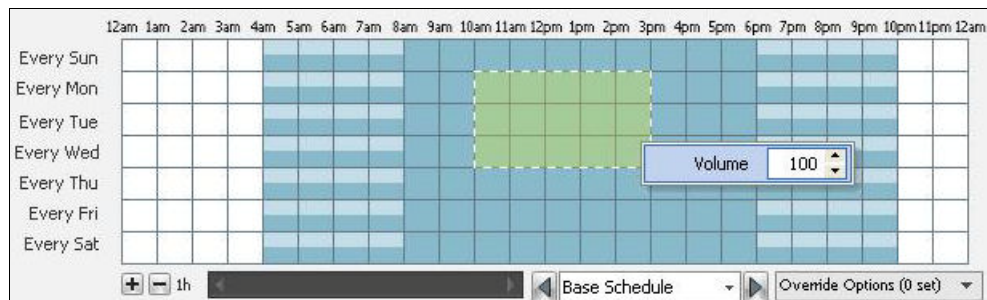 12am 1am 2am 3am 4am 5am 6am 7am 8am 9am 10am 11am 12pm 1pm 2pm 3pm 4pm 5pm 6pm 7pm 8pm 9pm 10pm 11pm 12am
Every Sun
Every Mon
Every Tue
Every Wed
Volume 100
Every Thu
Every Fri
Every Sat
+ − 1h Base Schedule Override Options (0 set)